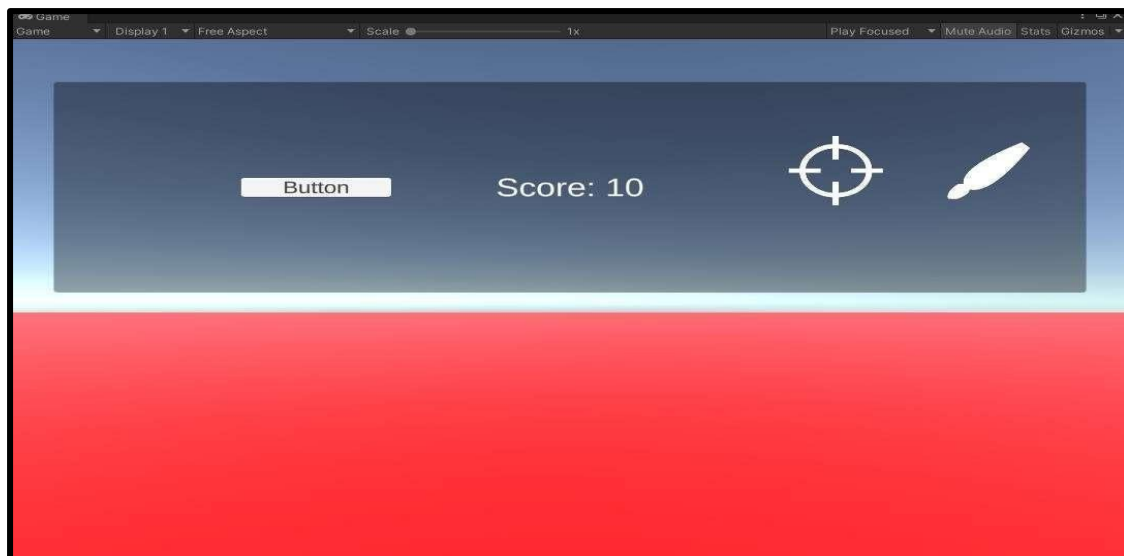 Game
Game Display 1 Free Aspect Scale 1x Play Focused Mute Audio Stats Gizmos
Button Score: 10